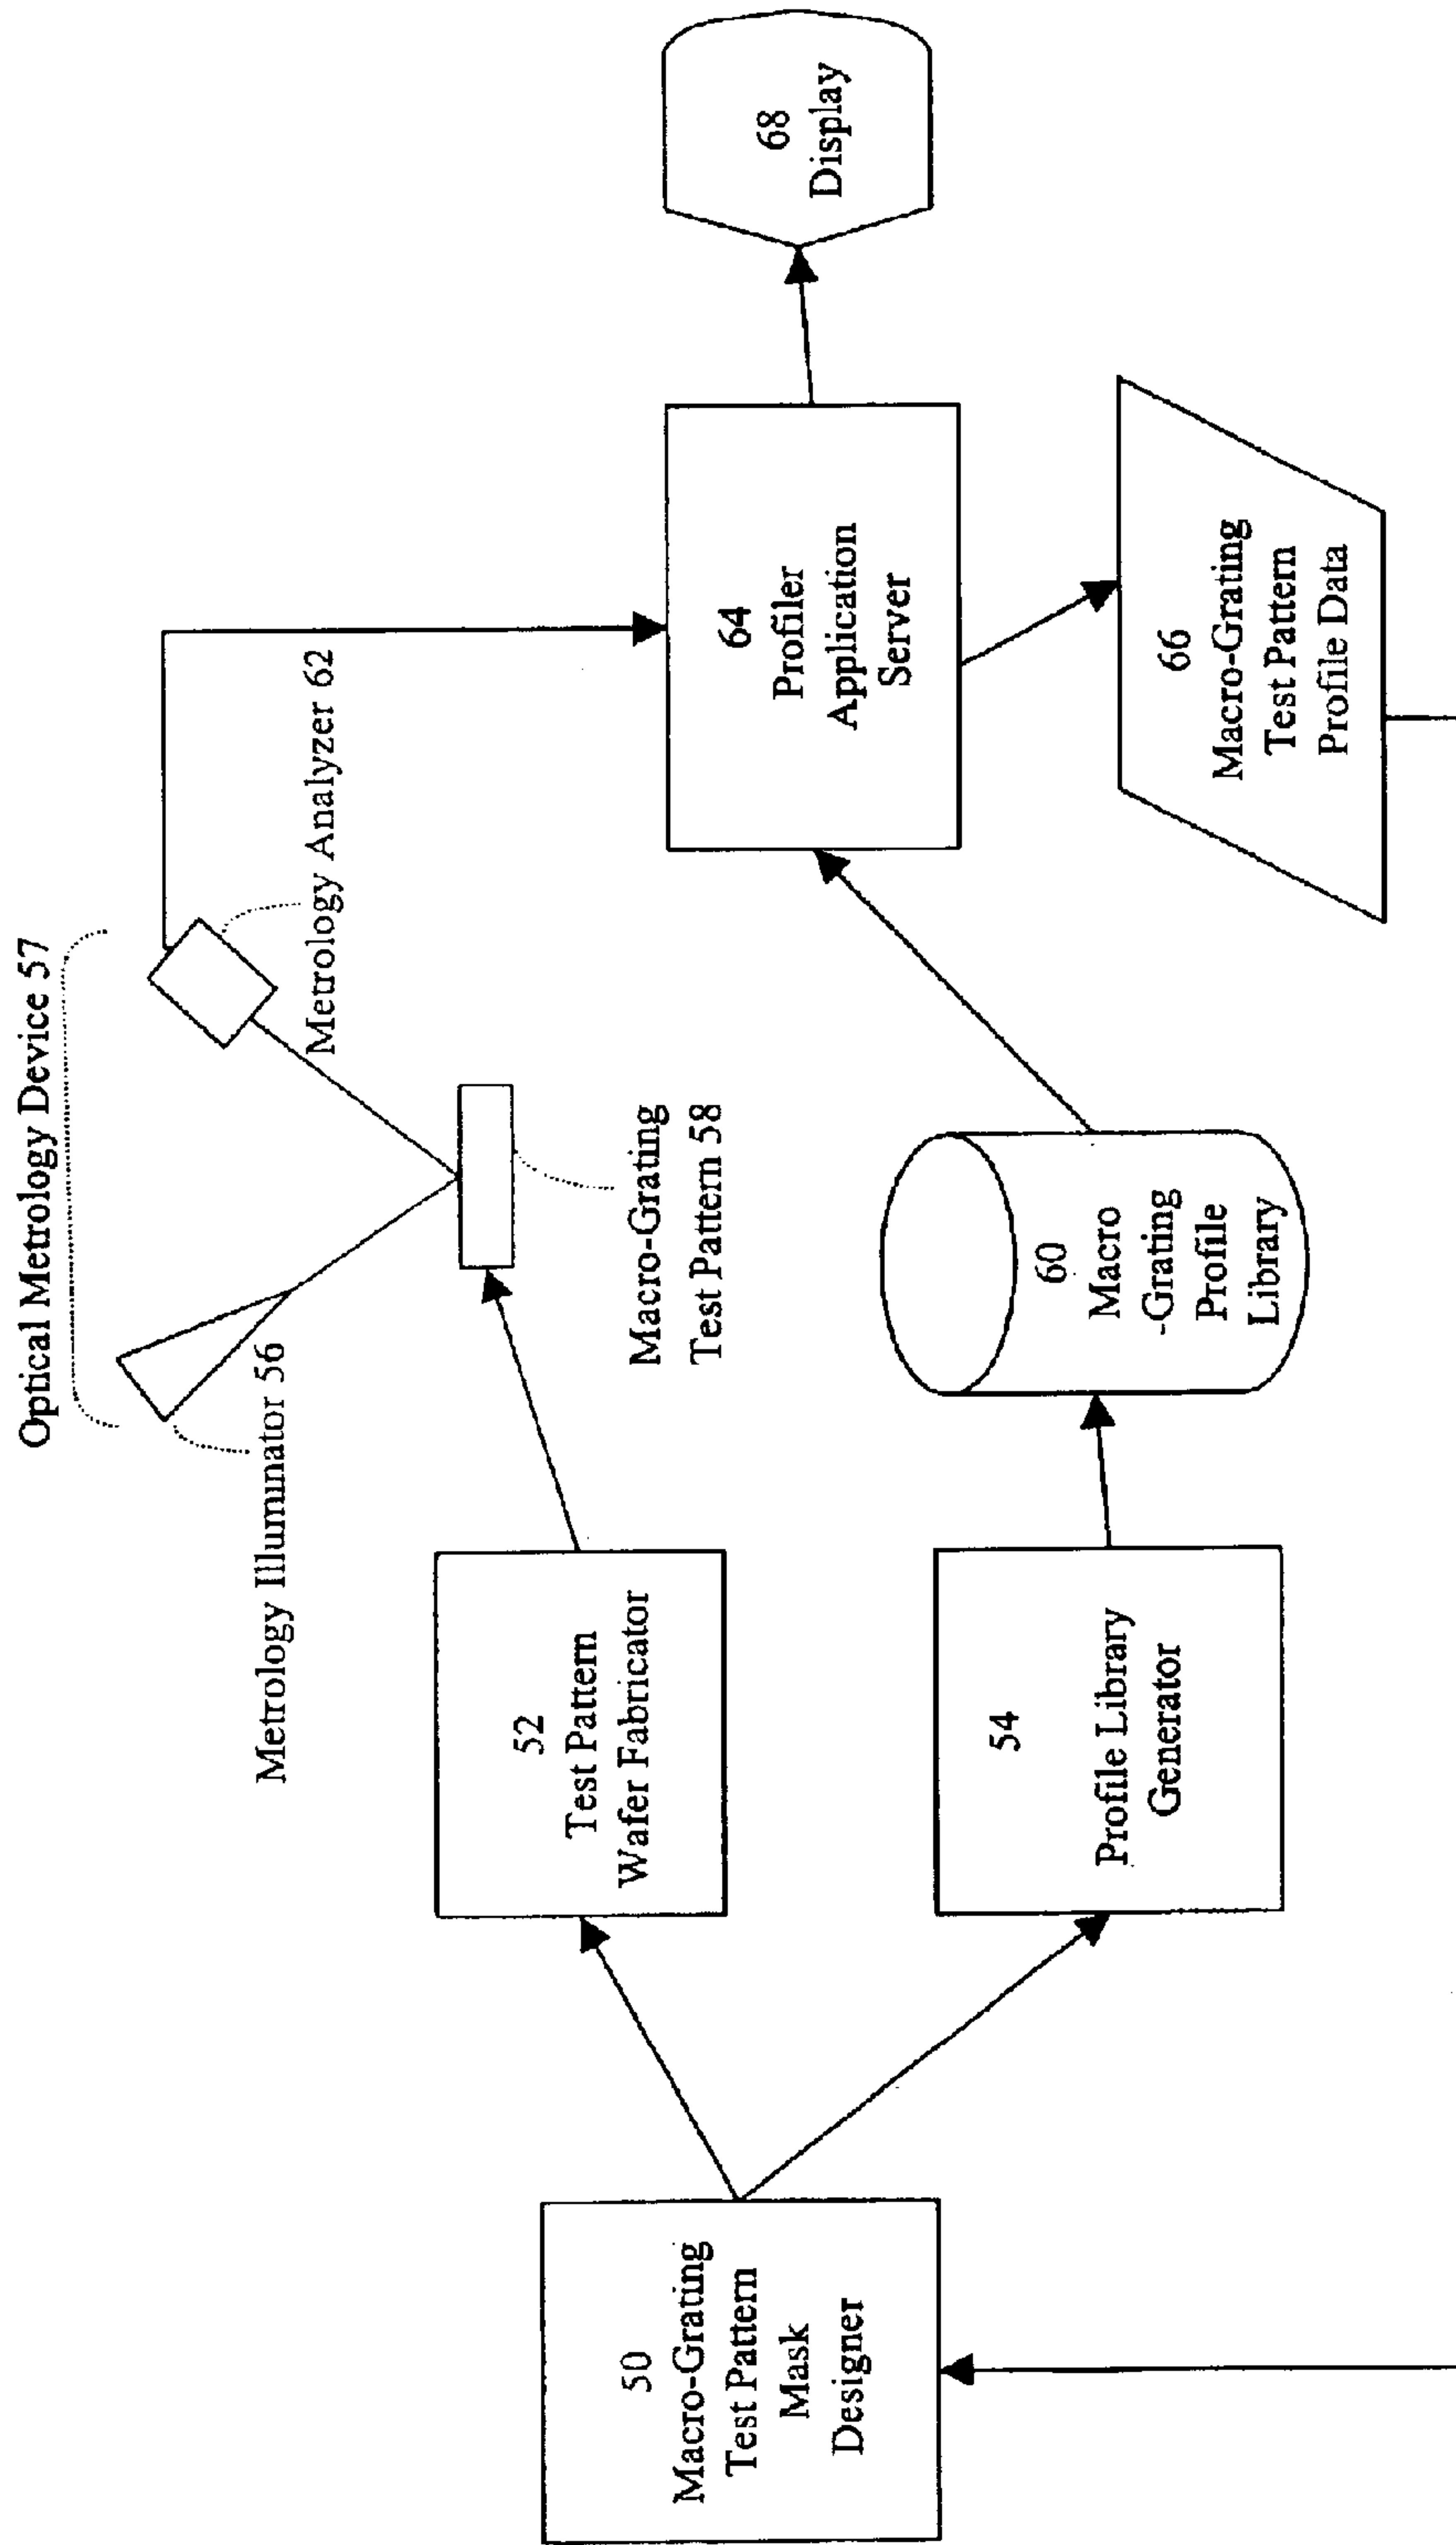 Optical Metrology Device 57
Metrology Illuminator 56
Metrology Analyzer 62
Macro-Grating
Test Pattern 58
50
Macro-Grating
Test Pattern
Mask
Designer
52
Test Pattern
Wafer Fabricator
54
Profile Library
Generator
60
Macro
-Grating
Profile
Library
64
Profiler
Application
Server
66
Macro-Grating
Test Pattern
Profile Data
68
Display